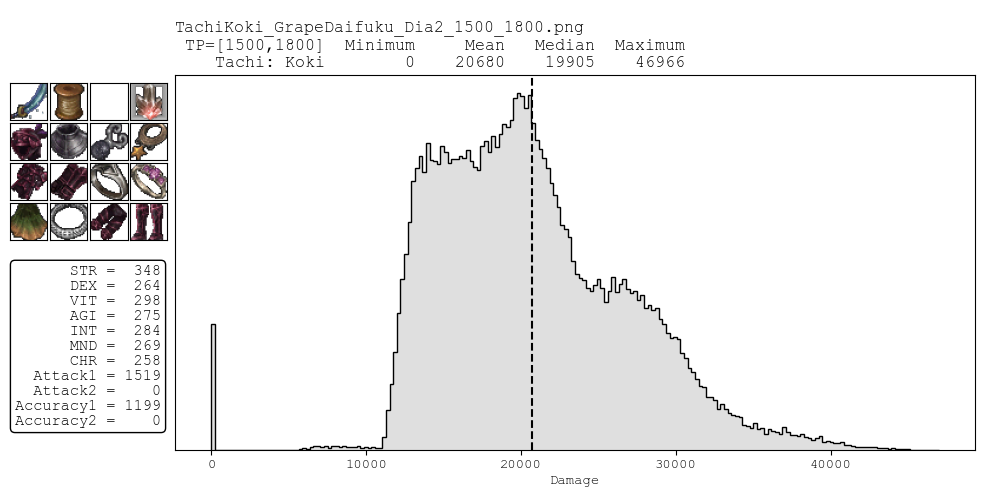 TachiKoki_GrapeDaifuku_Dia2_1500_1800.png
TP=[1500,1800] Minimum Mean Median Maximum
Tachi: Koki 0 20680 19905 46966
STR = 348
DEX = 264
VIT = 298
AGI = 275
INT = 284
MND = 269
CHR = 258
Attack1 = 1519
Attack2 = 0
Accuracy1 = 1199
Accuracy2 = 0
0 10000 20000 30000 40000
Damage